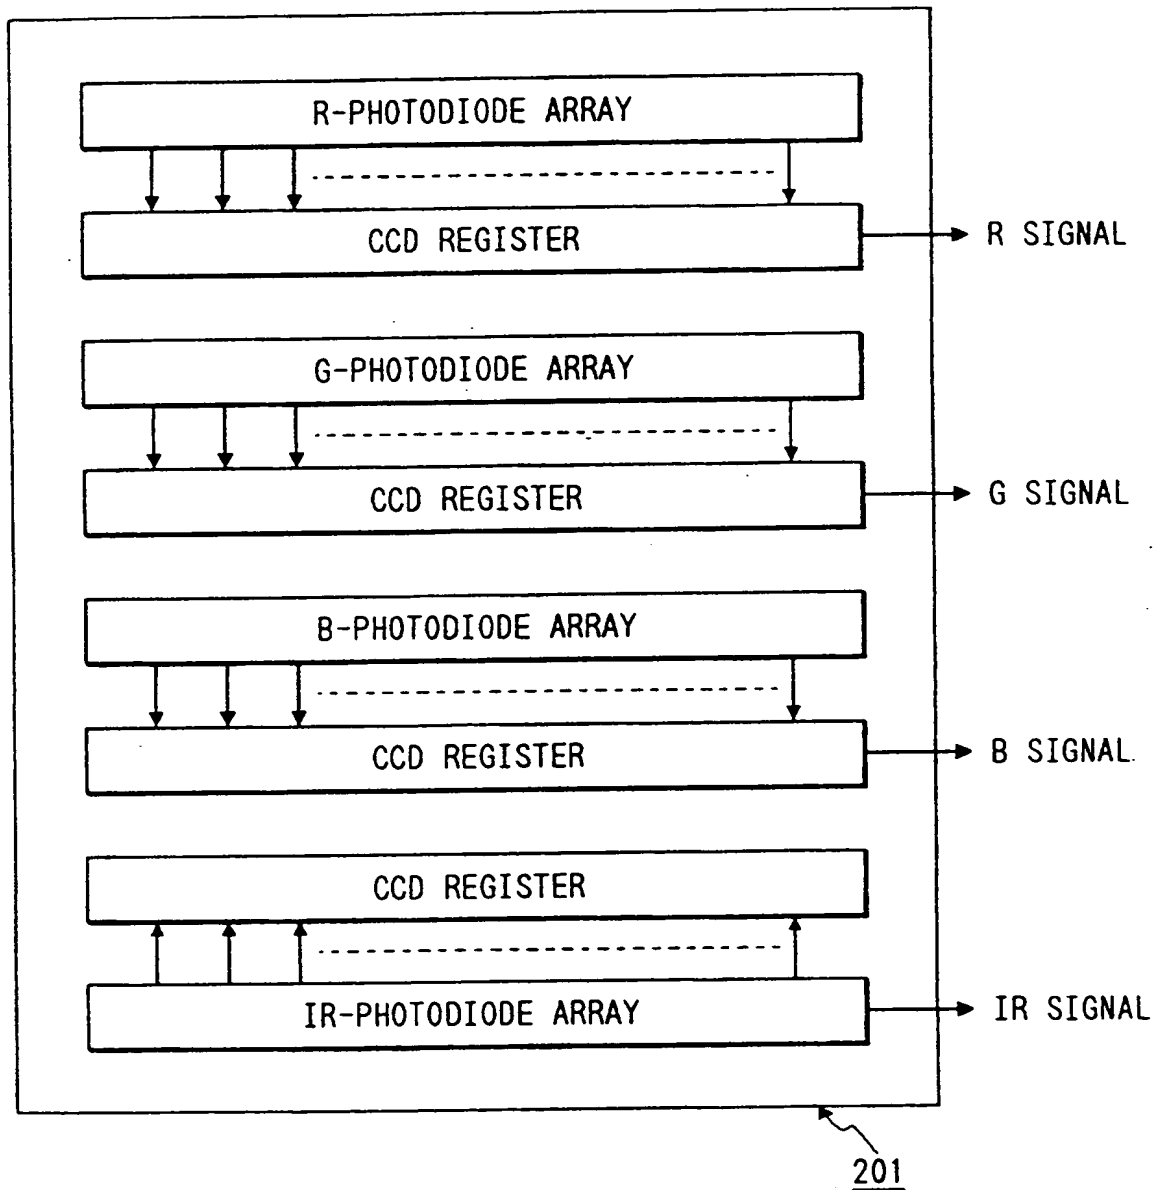 R-PHOTODIODE ARRAY
CCD REGISTER
R SIGNAL
G-PHOTODIODE ARRAY
CCD REGISTER
G SIGNAL
B-PHOTODIODE ARRAY
CCD REGISTER
B SIGNAL
CCD REGISTER
IR-PHOTODIODE ARRAY
IR SIGNAL
201